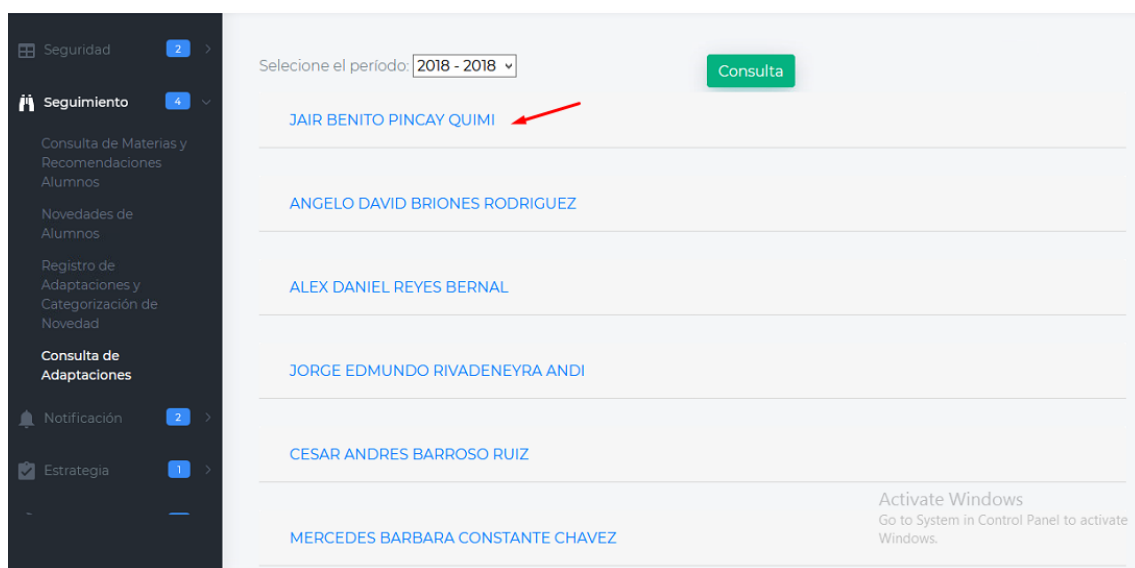 Seguridad 2
Seguimiento 4
Consulta de Materias y
Recomendaciones
Alumnos
Novedades de
Alumnos
Registro de
Adaptaciones y
Categorización de
Novedad
Consulta de
Adaptaciones
Notificación 2
Estrategia 1
Selecione el período: 2018 - 2018
Consulta
JAIR BENITO PINCAY QUIMI
ANGELO DAVID BRIONES RODRIGUEZ
ALEX DANIEL REYES BERNAL
JORGE EDMUNDO RIVADENEYRA ANDI
CESAR ANDRES BARROSO RUIZ
MERCEDES BARBARA CONSTANTE CHAVEZ
Activate Windows
Go to System in Control Panel to activate
Windows.